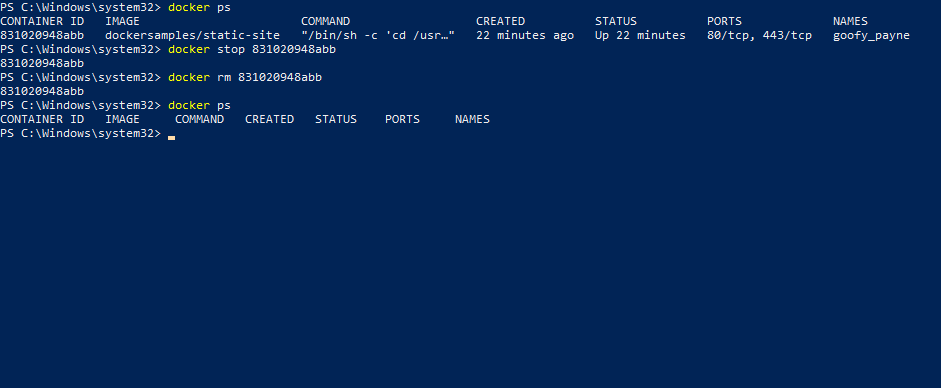 PS C:\Windows\system32> docker ps
CONTAINER ID   IMAGE                       COMMAND                  CREATED          STATUS          PORTS             NAMES
831020948abb   dockersamples/static-site   "/bin/sh -c 'cd /usr…"   22 minutes ago   Up 22 minutes   80/tcp, 443/tcp   goofy_payne
PS C:\Windows\system32> docker stop 831020948abb
831020948abb
PS C:\Windows\system32> docker rm 831020948abb
831020948abb
PS C:\Windows\system32> docker ps
CONTAINER ID   IMAGE     COMMAND   CREATED   STATUS    PORTS     NAMES
PS C:\Windows\system32>